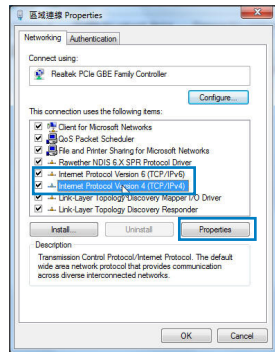 區域連線 Properties
Networking Authentication
Connect using:
Realtek PCIe GBE Family Controller
Configure...
This connection uses the following items:
Client for Microsoft Networks
QoS Packet Scheduler
File and Printer Sharing for Microsoft Networks
Rawether NDIS 6.X SPR Protocol Driver
Internet Protocol Version 6 (TCP/IPv6)
Internet Protocol Version 4 (TCP/IPv4)
Link-Layer Topology Discovery Mapper I/O Driver
Link-Layer Topology Discovery Responder
Install... Uninstall Properties
Description
Transmission Control Protocol/Internet Protocol. The default
wide area network protocol that provides communication
across diverse interconnected networks.
OK Cancel